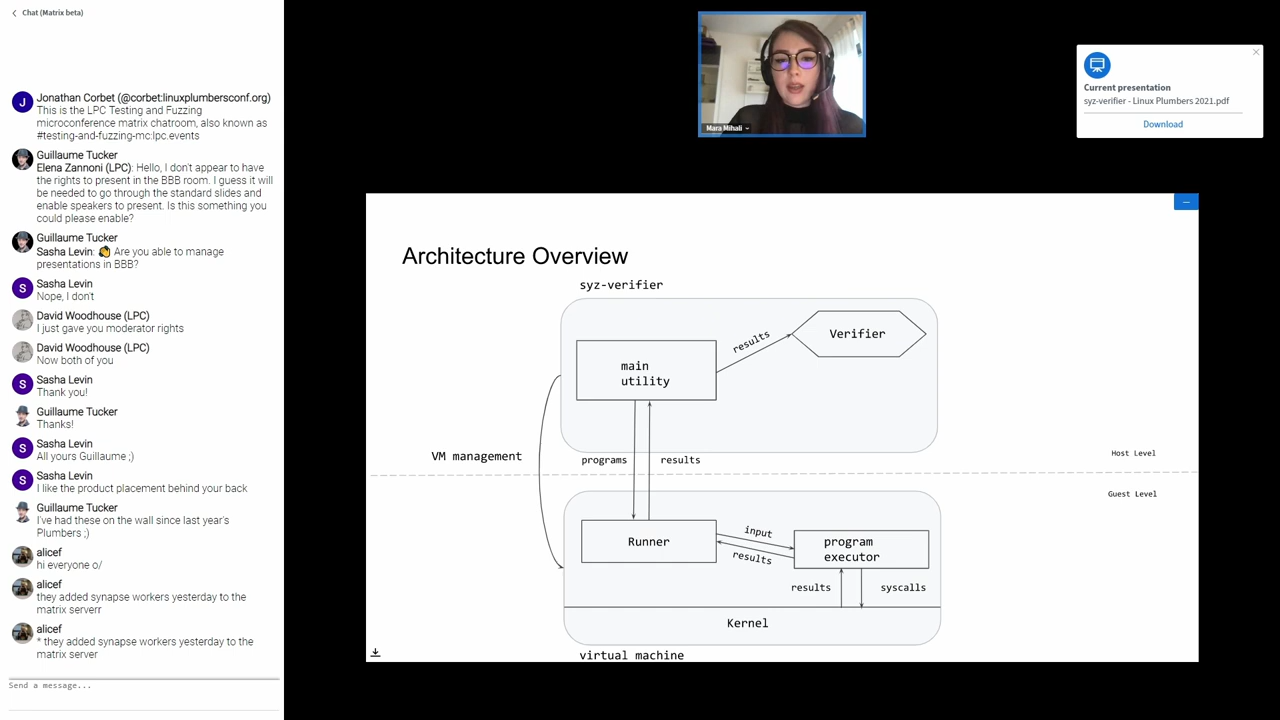 Chat (Matrix beta)
Jonathan Corbet (@corbet:linuxplumbersconf.org)
This is the LPC Testing and Fuzzing
microconference matrix chatroom, also known as
#testing-and-fuzzing-mc:lpc.events
Guillaume Tucker
Elena Zannoni (LPC): Hello, I don't appear to have
the rights to present in the BBB room. I guess it will
be needed to go through the standard slides and
enable speakers to present. Is this something you
could please enable?
Guillaume Tucker
Sasha Levin: 👏 Are you able to manage
presentations in BBB?
Sasha Levin
Nope, I don't
David Woodhouse (LPC)
I just gave you moderator rights
David Woodhouse (LPC)
Now both of you
Sasha Levin
Thank you!
Guillaume Tucker
Thanks!
Sasha Levin
All yours Guillaume ;)
Sasha Levin
I like the product placement behind your back
Guillaume Tucker
I've had these on the wall since last year's
Plumbers ;)
alicef
hi everyone o/
alicef
they added synapse workers yesterday to the
matrix serverr
alicef
* they added synapse workers yesterday to the
matrix server
Send a message...
Mara Mihali
Current presentation
syz-verifier - Linux Plumbers 2021.pdf
Download
Architecture Overview
syz-verifier
main
utility
results
Verifier
VM management
programs
results
Host Level
Guest Level
Runner
input
results
program
executor
results
syscalls
Kernel
virtual machine